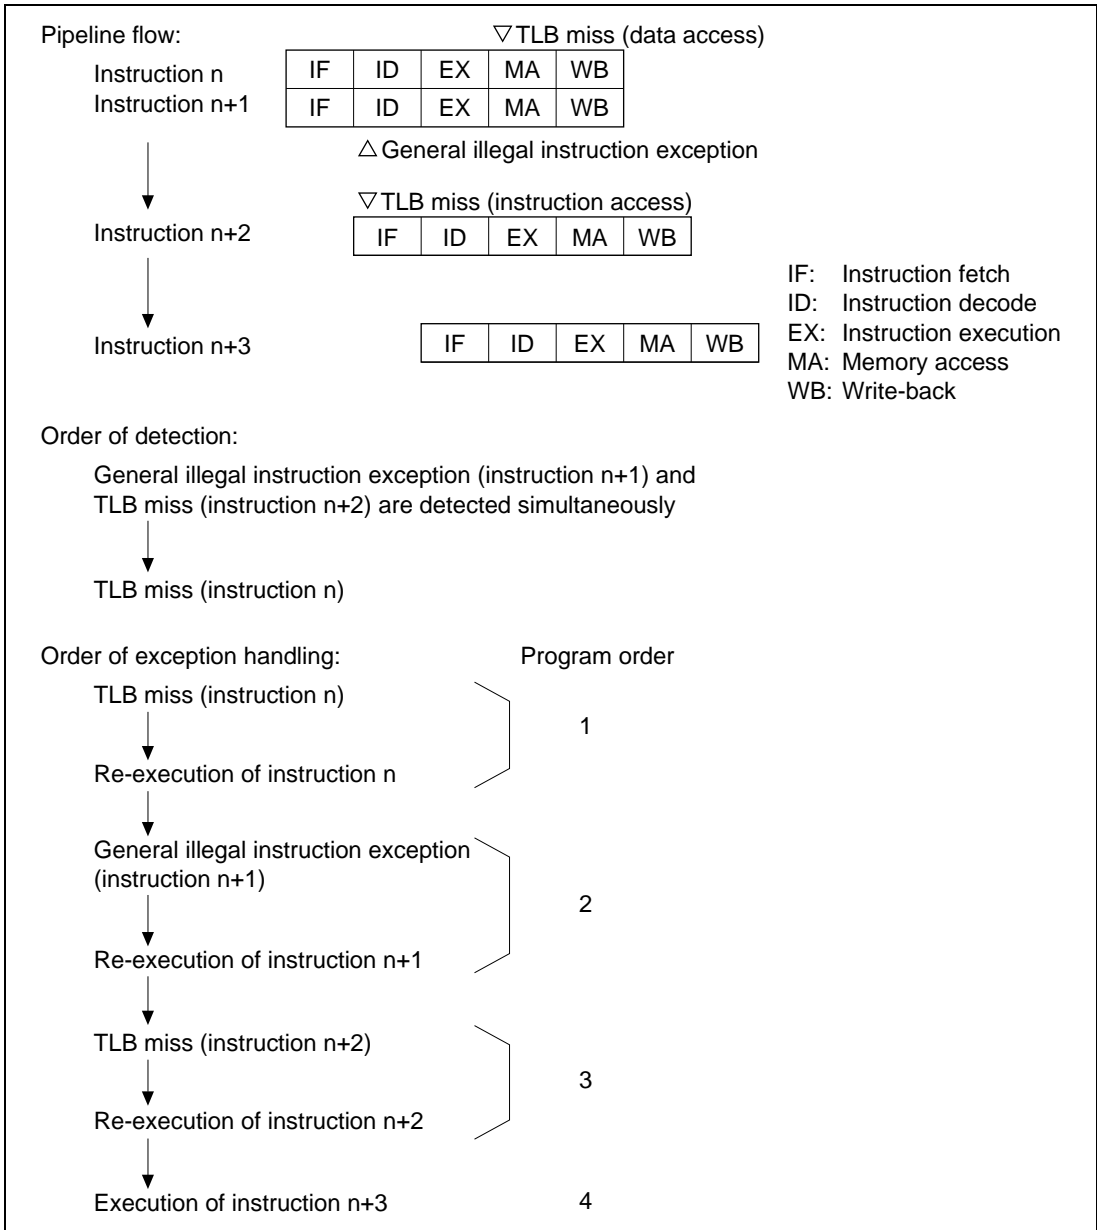 Pipeline flow:
▽TLB miss (data access)
Instruction n
IF ID EX MA WB
Instruction n+1
IF ID EX MA WB
△General illegal instruction exception
▽TLB miss (instruction access)
Instruction n+2
IF ID EX MA WB
IF: Instruction fetch
ID: Instruction decode
EX: Instruction execution
MA: Memory access
WB: Write-back
Instruction n+3
IF ID EX MA WB
Order of detection:
General illegal instruction exception (instruction n+1) and
TLB miss (instruction n+2) are detected simultaneously
TLB miss (instruction n)
Order of exception handling:
Program order
TLB miss (instruction n)
1
Re-execution of instruction n
General illegal instruction exception
(instruction n+1)
2
Re-execution of instruction n+1
TLB miss (instruction n+2)
3
Re-execution of instruction n+2
Execution of instruction n+3
4